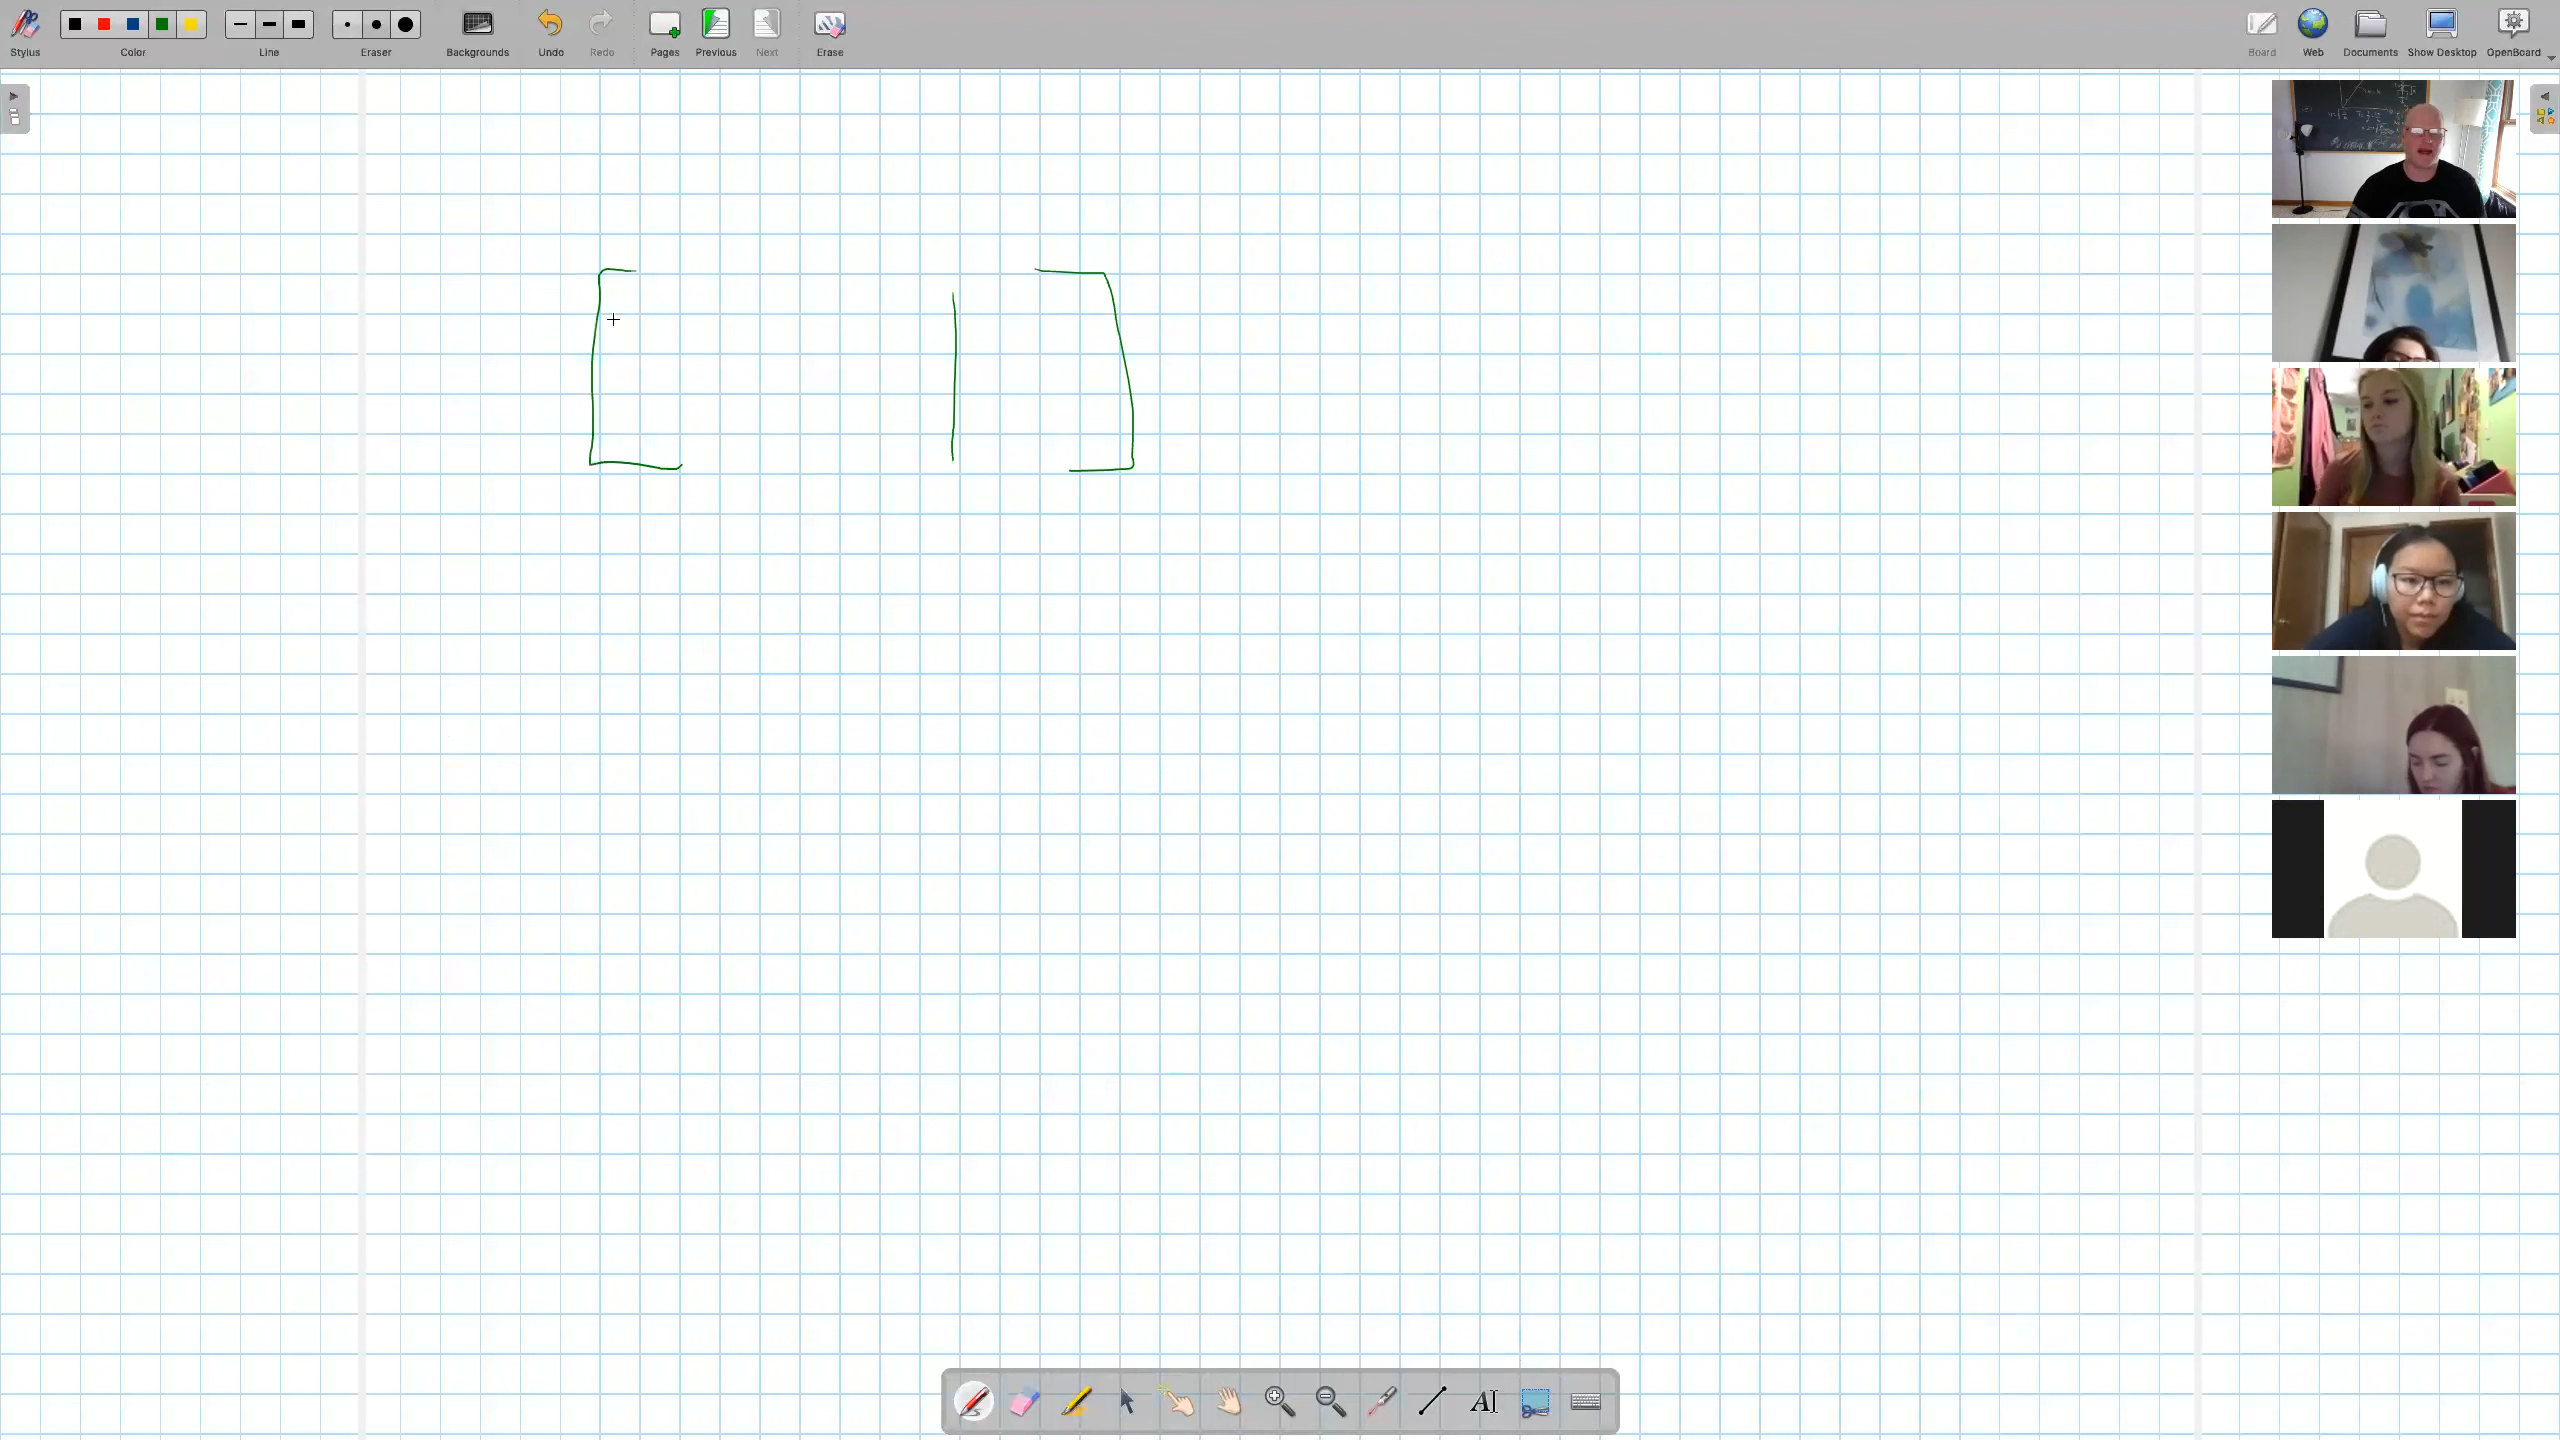 Stylus
Color
Line
Eraser
Backgrounds
Undo
Redo
Pages
Previous
Next
Erase
Board
Web
Documents
Show Desktop
OpenBoard